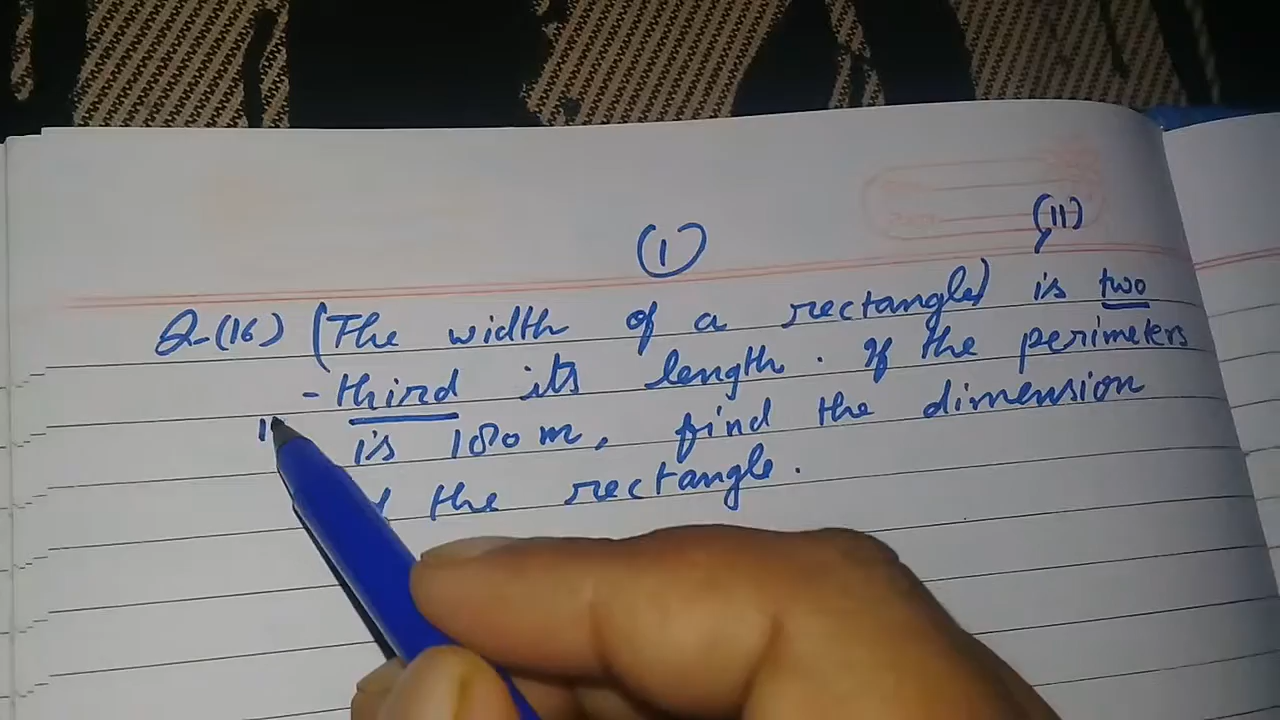 (1) (11)
Q-(16) (The width of a rectangle) is two
-third its length. If the perimeters
is 180 m, find the dimension
the rectangle.